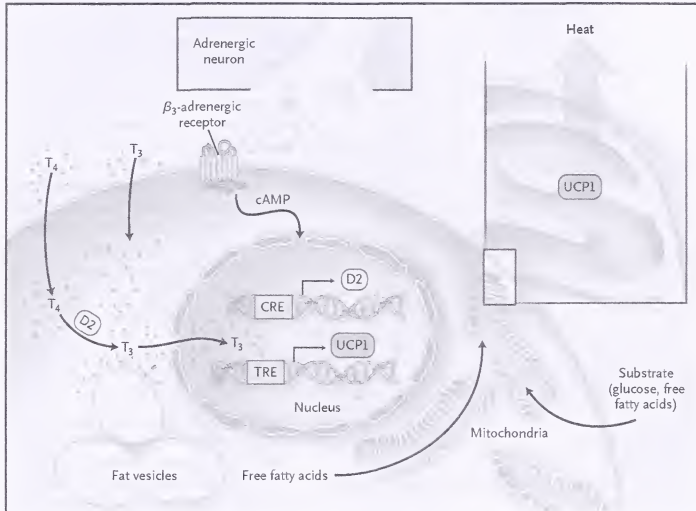 Heat
Adrenergic
neuron
β3-adrenergic
receptor
T4
T3
cAMP
UCP1
D2
CRE
T4
D2
T3
T3
UCP1
TRE
Nucleus
Substrate
(glucose, free
fatty acids)
Mitochondria
Fat vesicles
Free fatty acids